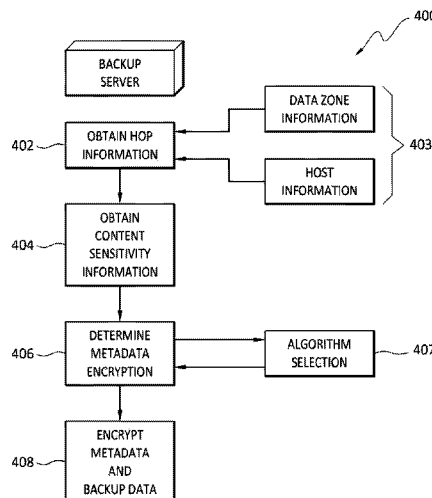 400
BACKUP
SERVER
DATA ZONE
INFORMATION
402
OBTAIN HOP
INFORMATION
403
HOST
INFORMATION
404
OBTAIN
CONTENT
SENSITIVITY
INFORMATION
406
DETERMINE
METADATA
ENCRYPTION
ALGORITHM
SELECTION
407
408
ENCRYPT
METADATA
AND
BACKUP DATA